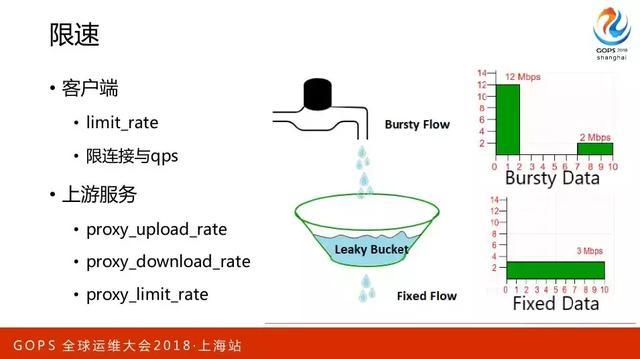 限速
GOPS 2018
shanghai
• 客户端
• limit_rate
• 限连接与qps
• 上游服务
• proxy_upload_rate
• proxy_download_rate
• proxy_limit_rate
Bursty Flow
Leaky Bucket
Fixed Flow
14
12
10
8
6
4
2
12 Mbps
2 Mbps
0 1 2 3 4 5 6 7 8 9 10
Bursty Data
14
12
10
8
6
4
2
3 Mbps
0 1 2 3 4 5 6 7 8 9 10
Fixed Data
GOPS 全球运维大会2018·上海站